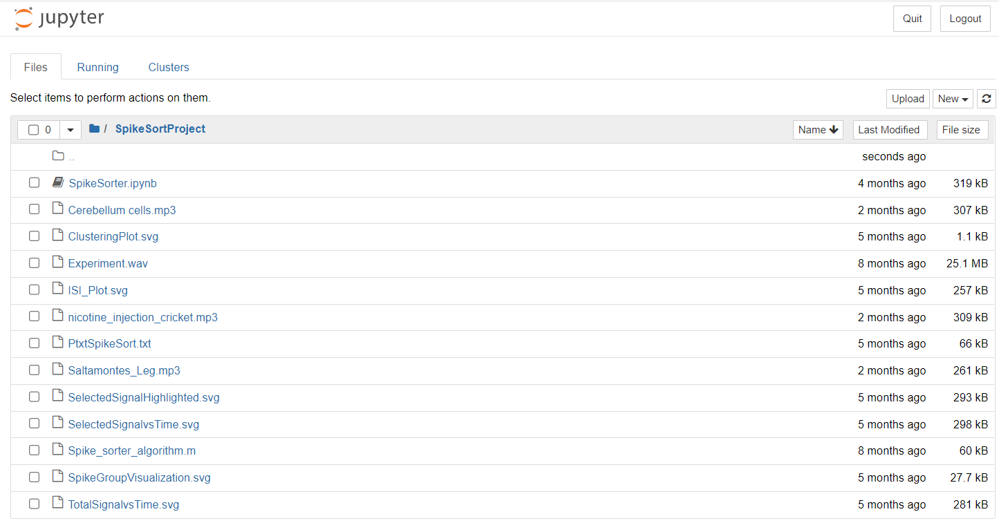 jupyter Quit Logout
Files Running Clusters
Select items to perform actions on them. Upload New
0 / SpikeSortProject Name Last Modified File size
.. seconds ago
SpikeSorter.ipynb 4 months ago 319 kB
Cerebellum cells.mp3 2 months ago 307 kB
ClusteringPlot.svg 5 months ago 1.1 kB
Experiment.wav 8 months ago 25.1 MB
ISI_Plot.svg 5 months ago 257 kB
nicotine_injection_cricket.mp3 2 months ago 309 kB
PtxtSpikeSort.txt 5 months ago 66 kB
Saltamontes_Leg.mp3 2 months ago 261 kB
SelectedSignalHighlighted.svg 5 months ago 293 kB
SelectedSignalvsTime.svg 5 months ago 298 kB
Spike_sorter_algorithm.m 8 months ago 60 kB
SpikeGroupVisualization.svg 5 months ago 27.7 kB
TotalSignalvsTime.svg 5 months ago 281 kB